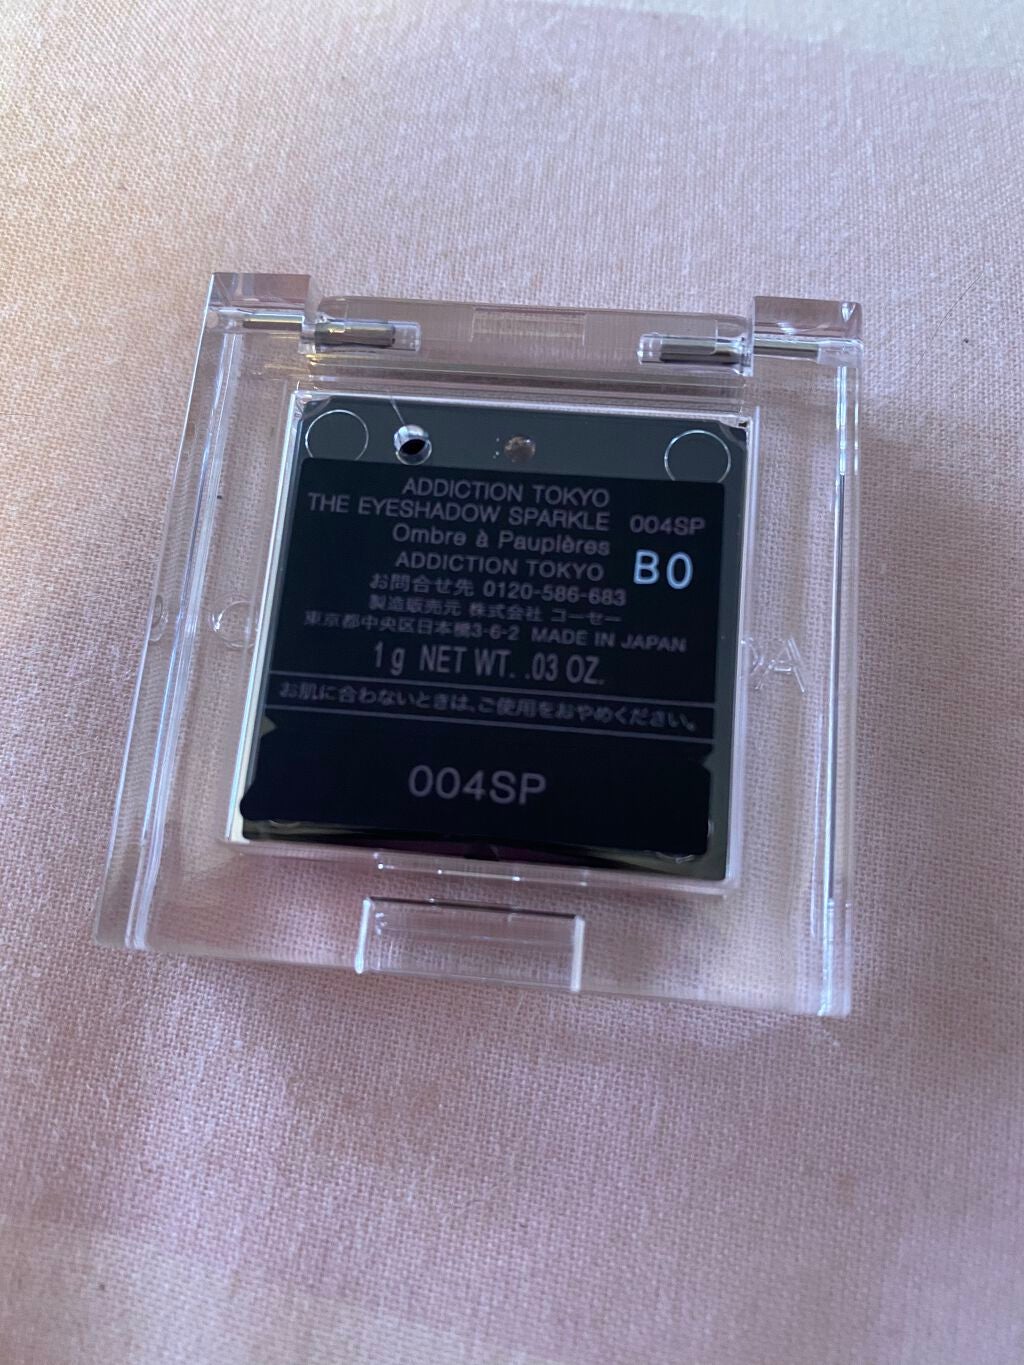 ADDICTION TOKYO
THE EYESHADOW SPARKLE 004SP
Ombre à Paupières
ADDICTION TOKYO B0
お問合せ先 0120-586-683
製造販売元 株式会社 コーセー
東京都中央区日本橋3-6-2 MADE IN JAPAN
1g NET WT. .03 OZ.
お肌に合わないときは、ご使用をおやめください。
004SP